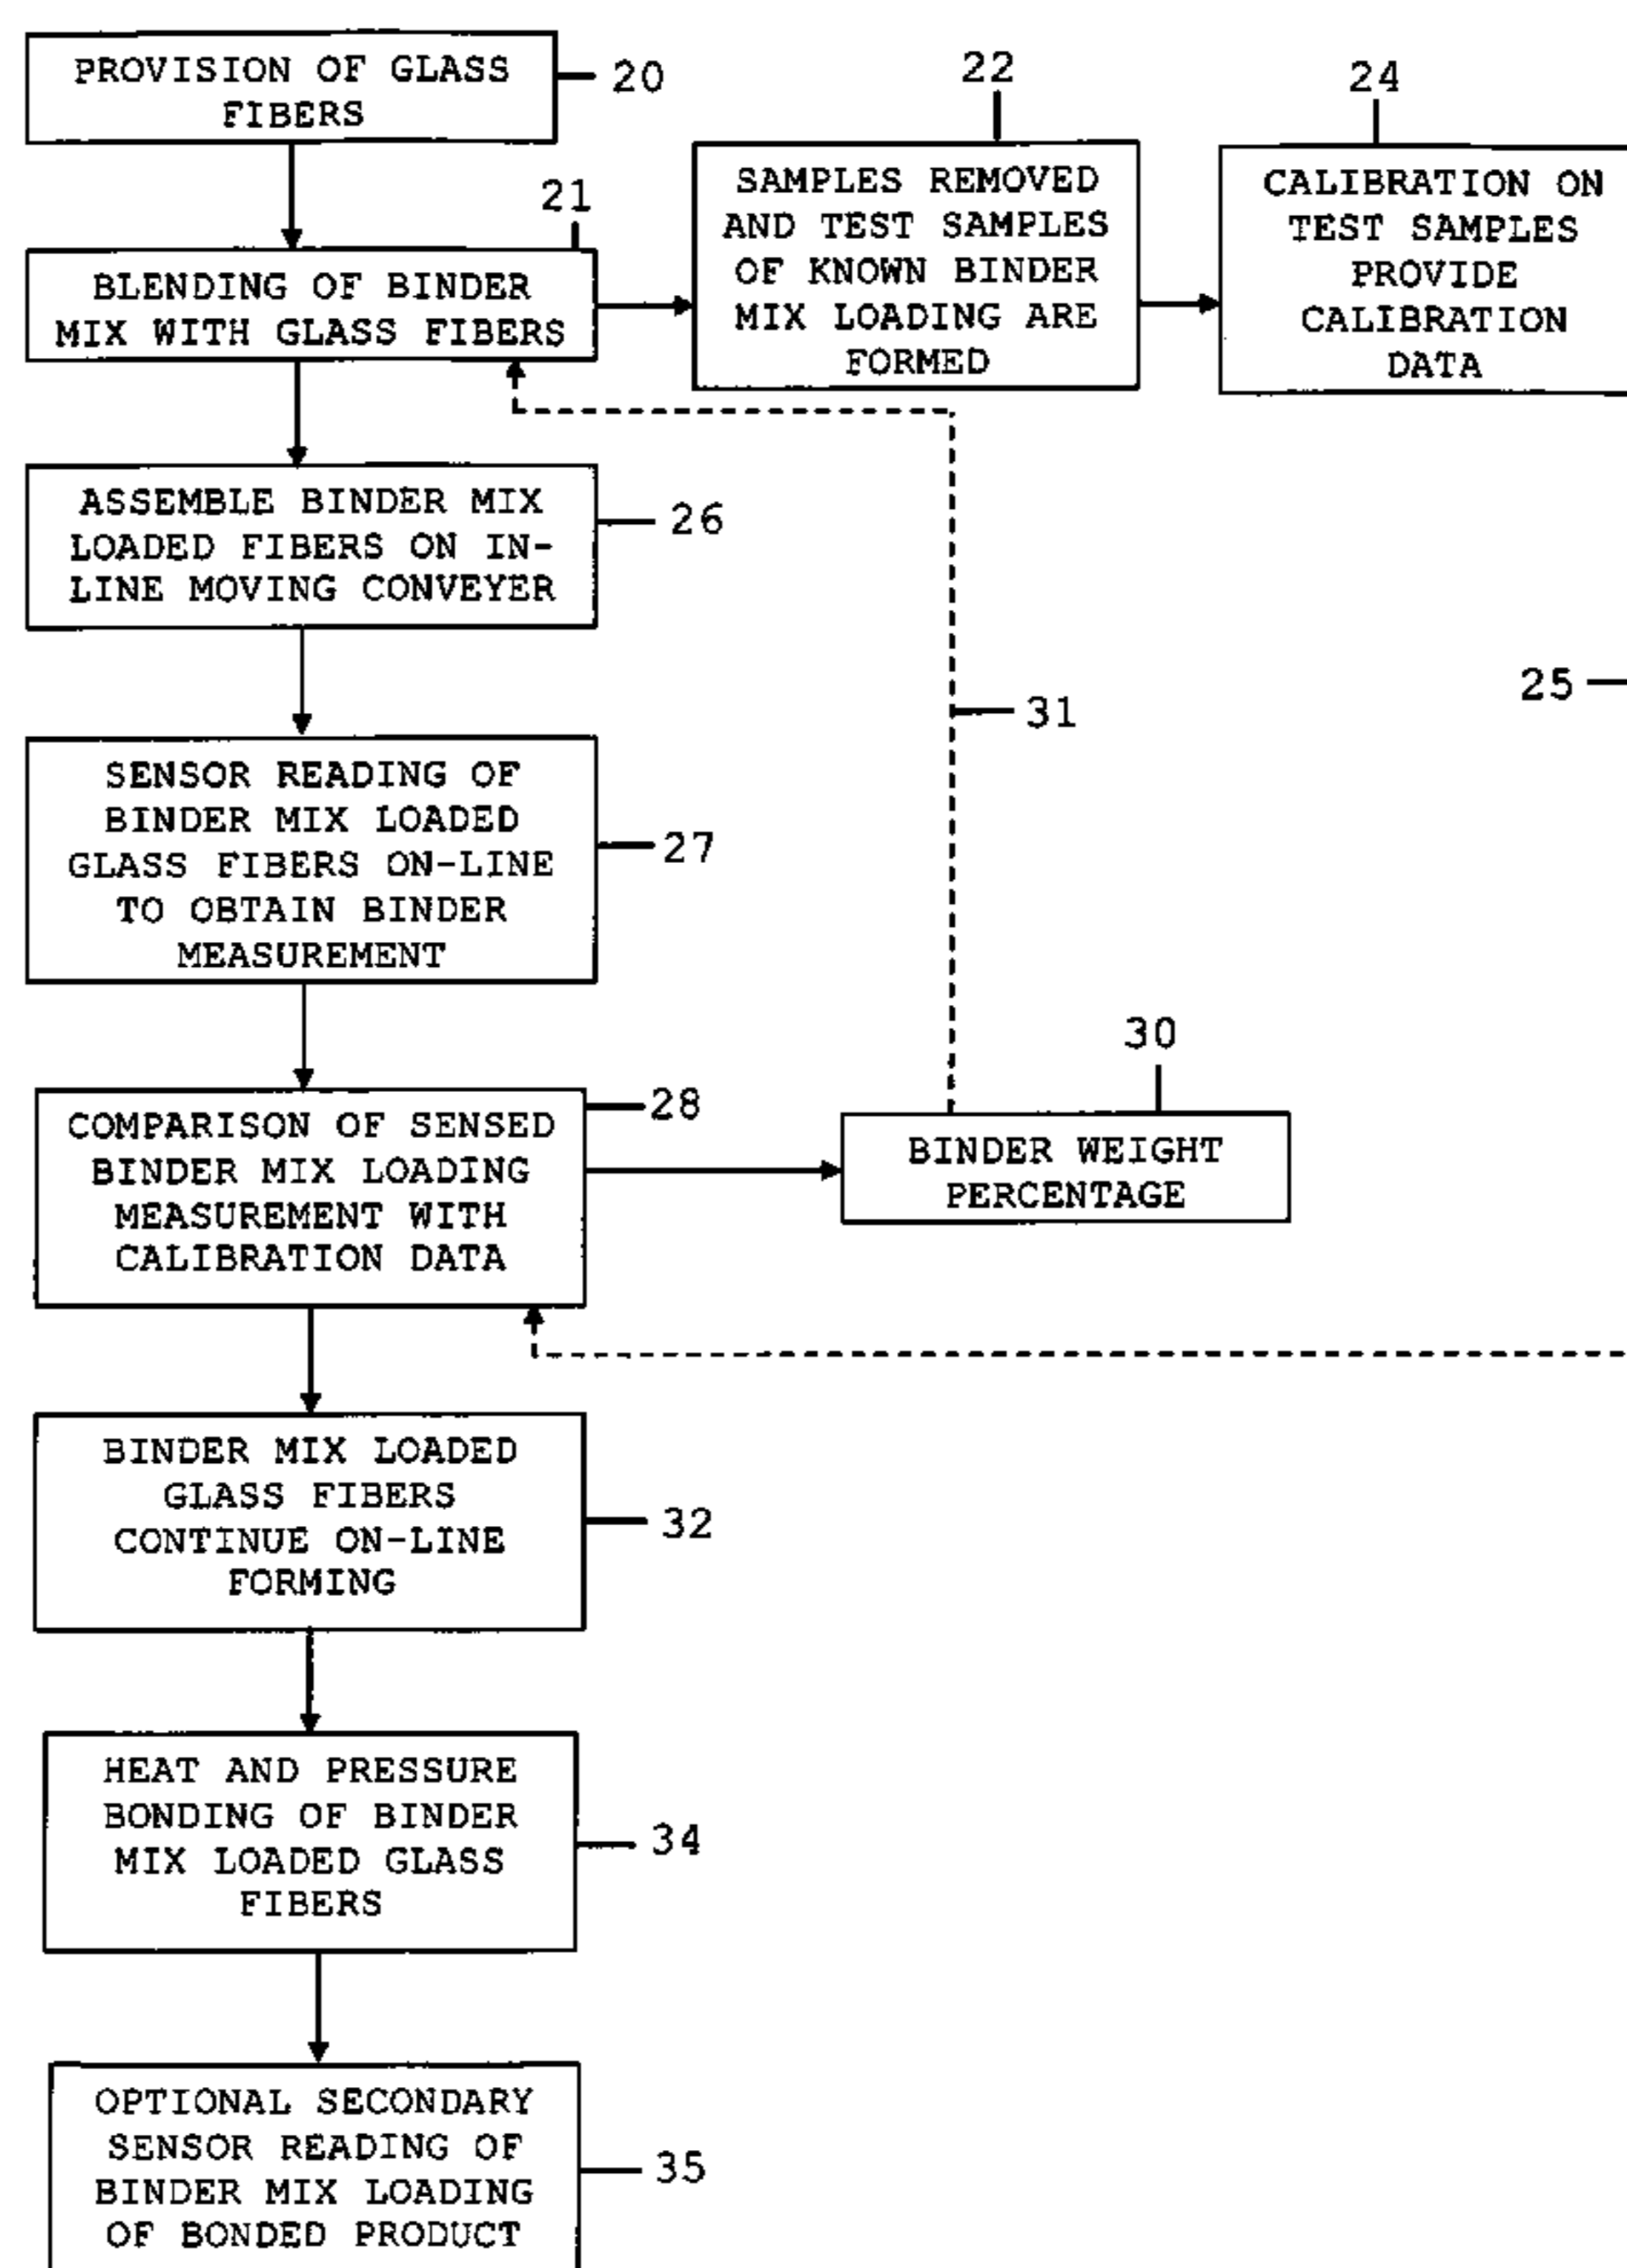 PROVISION OF GLASS
FIBERS
20
22
24
21
BLENDING OF BINDER
MIX WITH GLASS FIBERS
SAMPLES REMOVED
AND TEST SAMPLES
OF KNOWN BINDER
MIX LOADING ARE
FORMED
CALIBRATION ON
TEST SAMPLES
PROVIDE
CALIBRATION
DATA
ASSEMBLE BINDER MIX
LOADED FIBERS ON IN-
LINE MOVING CONVEYER
26
25
31
SENSOR READING OF
BINDER MIX LOADED
GLASS FIBERS ON-LINE
TO OBTAIN BINDER
MEASUREMENT
27
30
COMPARISON OF SENSED
BINDER MIX LOADING
MEASUREMENT WITH
CALIBRATION DATA
28
BINDER WEIGHT
PERCENTAGE
BINDER MIX LOADED
GLASS FIBERS
CONTINUE ON-LINE
FORMING
32
HEAT AND PRESSURE
BONDING OF BINDER
MIX LOADED GLASS
FIBERS
34
OPTIONAL SECONDARY
SENSOR READING OF
BINDER MIX LOADING
OF BONDED PRODUCT
35